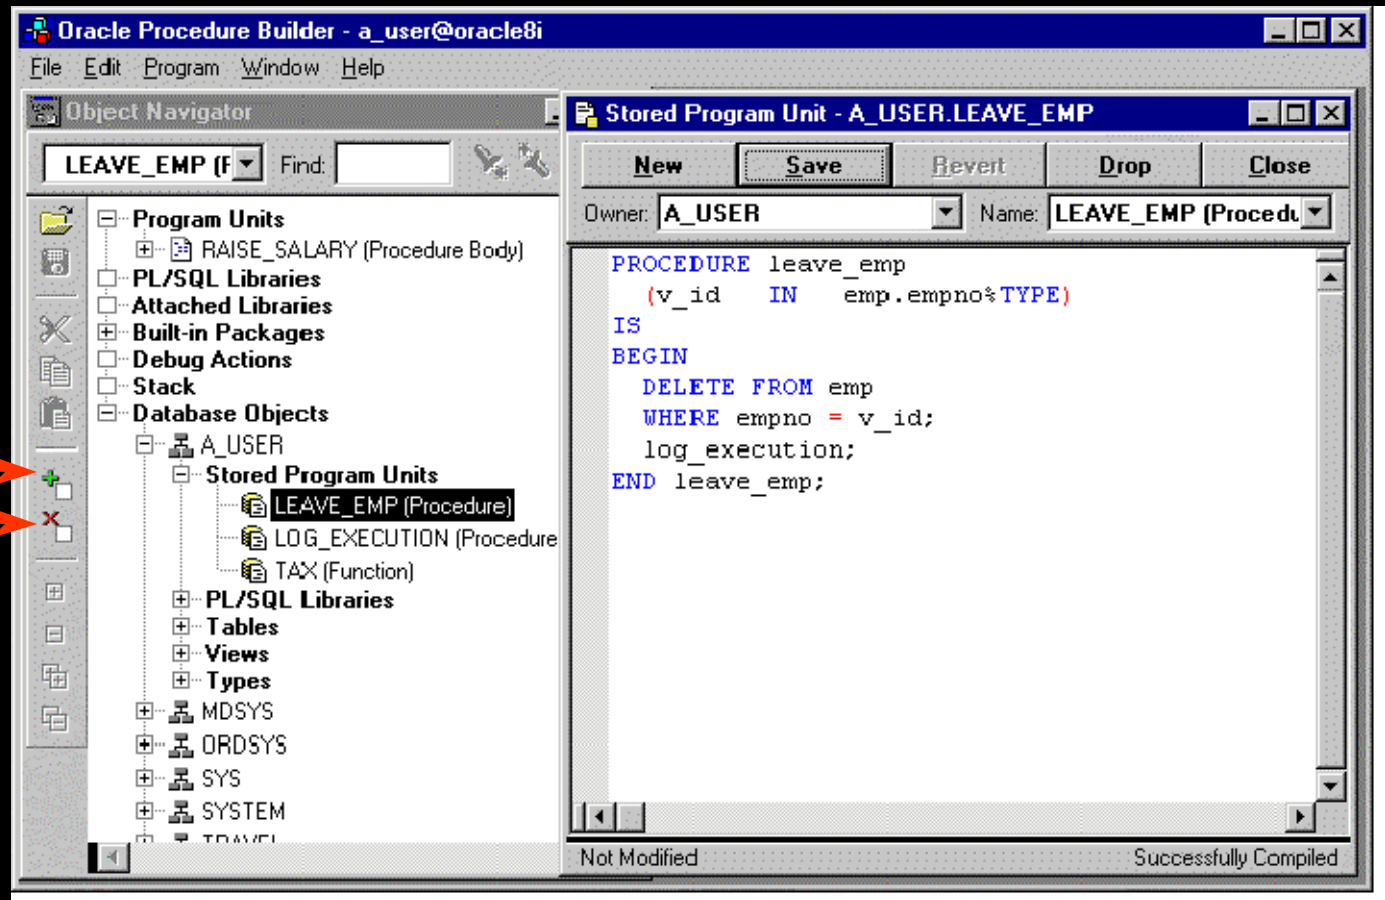 Oracle Procedure Builder - a_user@oracle8i
File Edit Program Window Help
Object Navigator
LEAVE_EMP (F
Find:
Program Units
RAISE_SALARY (Procedure Body)
PL/SQL Libraries
Attached Libraries
Built-in Packages
Debug Actions
Stack
Database Objects
A_USER
Stored Program Units
LEAVE_EMP (Procedure)
LOG_EXECUTION (Procedure
TAX (Function)
PL/SQL Libraries
Tables
Views
Types
MDSYS
ORDSYS
SYS
SYSTEM
Stored Program Unit - A_USER.LEAVE_EMP
New Save Revert Drop Close
Owner: A_USER Name: LEAVE_EMP (Procedu
PROCEDURE leave_emp
(v_id IN emp.empno%TYPE)
IS
BEGIN
DELETE FROM emp
WHERE empno = v_id;
log_execution;
END leave_emp;
Not Modified Successfully Compiled